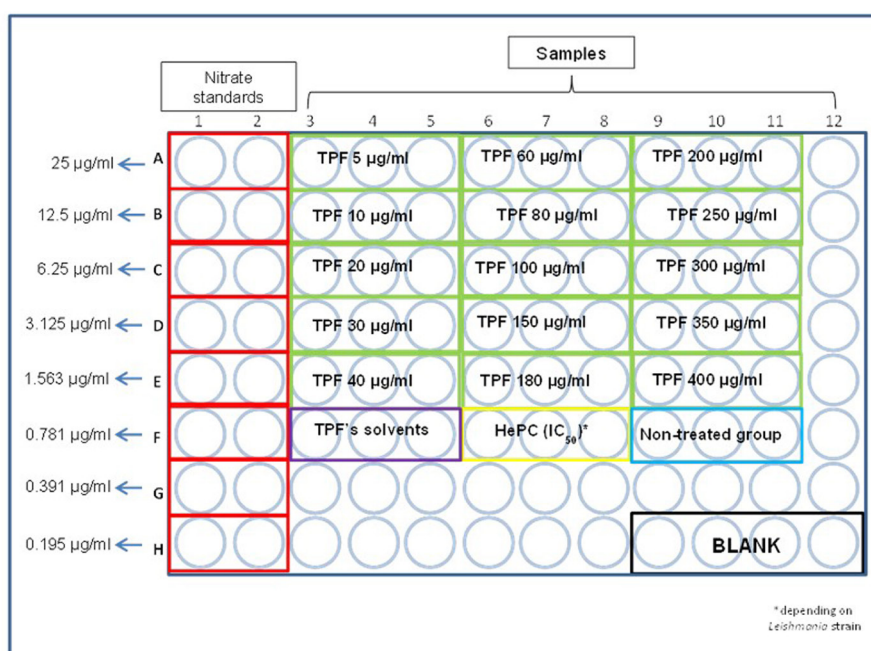 Samples
Nitrate
standards
1 2 3 4 5 6 7 8 9 10 11 12
25 µg/ml A TPF 5 µg/ml TPF 60 µg/ml TPF 200 µg/ml
12.5 µg/ml B TPF 10 µg/ml TPF 80 µg/ml TPF 250 µg/ml
6.25 µg/ml C TPF 20 µg/ml TPF 100 µg/ml TPF 300 µg/ml
3.125 µg/ml D TPF 30 µg/ml TPF 150 µg/ml TPF 350 µg/ml
1.563 µg/ml E TPF 40 µg/ml TPF 180 µg/ml TPF 400 µg/ml
0.781 µg/ml F TPF's solvents HePC (IC50)* Non-treated group
0.391 µg/ml G
0.195 µg/ml H BLANK
*depending on
Leishmania strain